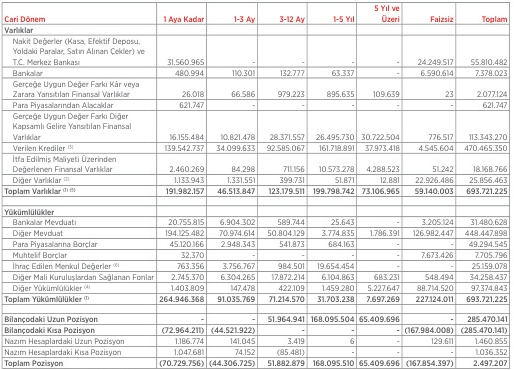 Cari Dönem 1 Aya Kadar 1-3 Ay 3-12 Ay 1-5 Yıl 5 Yıl ve Üzeri Faizsiz Toplam
Varlıklar
Nakit Değerler (Kasa, Efektif Deposu,
Yoldaki Paralar, Satın Alınan Çekler) ve
T.C. Merkez Bankası 31.560.965 - - - - 24.249.517 55.810.482
Bankalar 480.994 110.301 132.777 63.337 - 6.590.614 7.378.023
Gerçeğe Uygun Değer Farkı Kâr veya
Zarara Yansıtılan Finansal Varlıklar 26.018 66.586 979.223 895.635 109.639 23 2.077.124
Para Piyasalarından Alacaklar 621.747 - - - - - 621.747
Gerçeğe Uygun Değer Farkı Diğer
Kapsamlı Gelire Yansıtılan Finansal
Varlıklar 16.155.484 10.821.478 28.371.557 26.495.730 30.722.504 776.517 113.343.270
Verilen Krediler (3) 139.542.737 34.099.633 92.585.067 161.718.891 37.973.418 4.545.604 470.465.350
İtfa Edilmiş Maliyeti Üzerinden
Değerlenen Finansal Varlıklar 2.460.269 84.298 711.156 10.573.278 4.288.523 51.242 18.168.766
Diğer Varlıklar (2) 1.133.943 1.331.551 399.731 51.871 12.881 22.926.486 25.856.463
Toplam Varlıklar (1) (5) 191.982.157 46.513.847 123.179.511 199.798.742 73.106.965 59.140.003 693.721.225
Yükümlülükler
Bankalar Mevduatı 20.755.815 6.904.302 589.744 25.643 - 3.205.124 31.480.628
Diğer Mevduat 194.125.482 70.974.614 50.804.129 3.774.835 1.786.391 126.982.447 448.447.898
Para Piyasalarına Borçlar 45.120.166 2.948.343 541.873 684.163 - - 49.294.545
Muhtelif Borçlar 32.370 - - - - 7.673.426 7.705.796
İhraç Edilen Menkul Değerler (6) 763.356 3.756.767 984.501 19.654.454 - - 25.159.078
Diğer Mali Kuruluşlardan Sağlanan Fonlar 2.745.370 6.304.265 17.872.214 6.104.863 683.231 548.494 34.258.437
Diğer Yükümlülükler (4) 1.403.809 147.478 422.109 1.459.280 5.227.647 88.714.520 97.374.843
Toplam Yükümlülükler (1) 264.946.368 91.035.769 71.214.570 31.703.238 7.697.269 227.124.011 693.721.225
Bilançodaki Uzun Pozisyon - - 51.964.941 168.095.504 65.409.696 - 285.470.141
Bilançodaki Kısa Pozisyon (72.964.211) (44.521.922) - - - (167.984.008) (285.470.141)
Nazım Hesaplardaki Uzun Pozisyon 1.186.774 141.045 3.419 6 - 129.611 1.460.855
Nazım Hesaplardaki Kısa Pozisyon 1.047.681 74.152 (85.481) - - - 1.036.352
Toplam Pozisyon (70.729.756) (44.306.725) 51.882.879 168.095.510 65.409.696 (167.854.397) 2.497.207